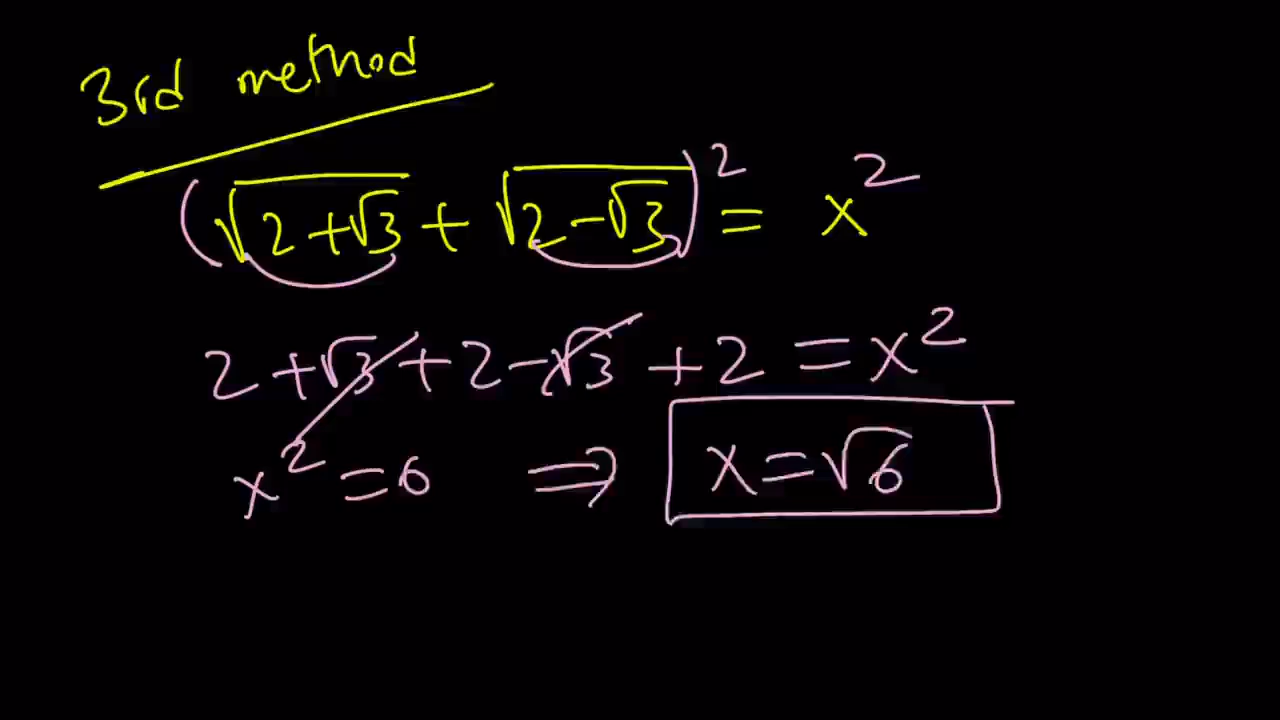 3rd method
(√(2+√3) + √(2-√3))² = x²
2+√3+2-√3 +2 = x²
x² = 6 ⇒ x=√6